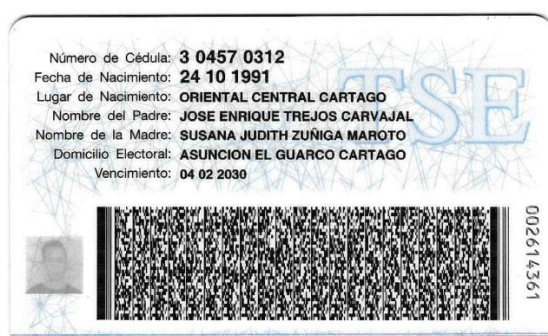 Número de Cédula: 3 0457 0312
Fecha de Nacimiento: 24 10 1991
Lugar de Nacimiento: ORIENTAL CENTRAL CARTAGO
Nombre del Padre: JOSE ENRIQUE TREJOS CARVAJAL
Nombre de la Madre: SUSANA JUDITH ZUÑIGA MAROTO
Domicilio Electoral: ASUNCION EL GUARCO CARTAGO
Vencimiento: 04 02 2030
TSE
002614361